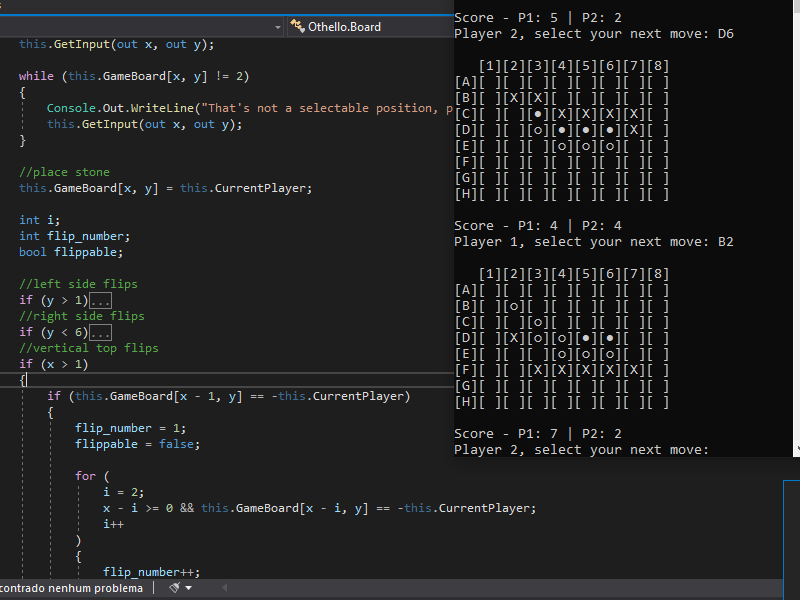 Othello.Board
this.GetInput(out x, out y);
while (this.GameBoard[x, y] != 2)
{
Console.Out.WriteLine("That's not a selectable position, p
this.GetInput(out x, out y);
}
//place stone
this.GameBoard[x, y] = this.CurrentPlayer;
int i;
int flip_number;
bool flippable;
//left side flips
if (y > 1)...
//right side flips
if (y < 6)...
//vertical top flips
if (x > 1)
{
if (this.GameBoard[x - 1, y] == -this.CurrentPlayer)
{
flip_number = 1;
flippable = false;
for (
i = 2;
x - i >= 0 && this.GameBoard[x - i, y] == -this.CurrentPlayer;
i++
)
{
flip_number++;
contrado nenhum problema
Score - P1: 5 | P2: 2
Player 2, select your next move: D6
[1][2][3][4][5][6][7][8]
[A][ ][ ][ ][ ][ ][ ][ ][ ]
[B][ ][X][X][ ][ ][ ][ ][ ]
[C][ ][ ][●][X][X][X][X][ ]
[D][ ][ ][o][●][●][●][X][ ]
[E][ ][ ][ ][o][o][o][ ][ ]
[F][ ][ ][ ][ ][ ][ ][ ][ ]
[G][ ][ ][ ][ ][ ][ ][ ][ ]
[H][ ][ ][ ][ ][ ][ ][ ][ ]
Score - P1: 4 | P2: 4
Player 1, select your next move: B2
[1][2][3][4][5][6][7][8]
[A][ ][ ][ ][ ][ ][ ][ ][ ]
[B][ ][o][ ][ ][ ][ ][ ][ ]
[C][ ][ ][o][ ][ ][ ][ ][ ]
[D][ ][X][o][o][●][●][ ][ ]
[E][ ][ ][ ][o][o][o][ ][ ]
[F][ ][ ][X][X][X][X][X][ ]
[G][ ][ ][ ][ ][ ][ ][ ][ ]
[H][ ][ ][ ][ ][ ][ ][ ][ ]
Score - P1: 7 | P2: 2
Player 2, select your next move: